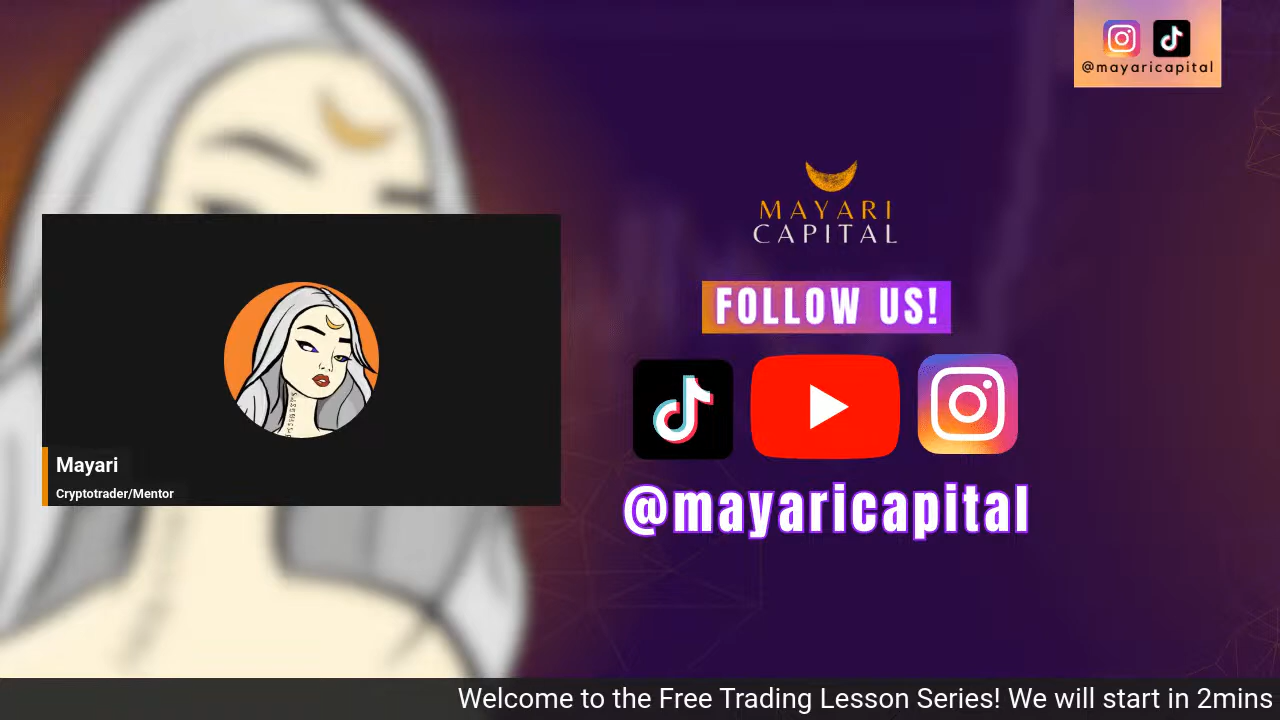 @mayaricapital
MAYARI
CAPITAL
FOLLOW US!
@mayaricapital
Mayari
Cryptotrader/Mentor
Welcome to the Free Trading Lesson Series! We will start in 2mins